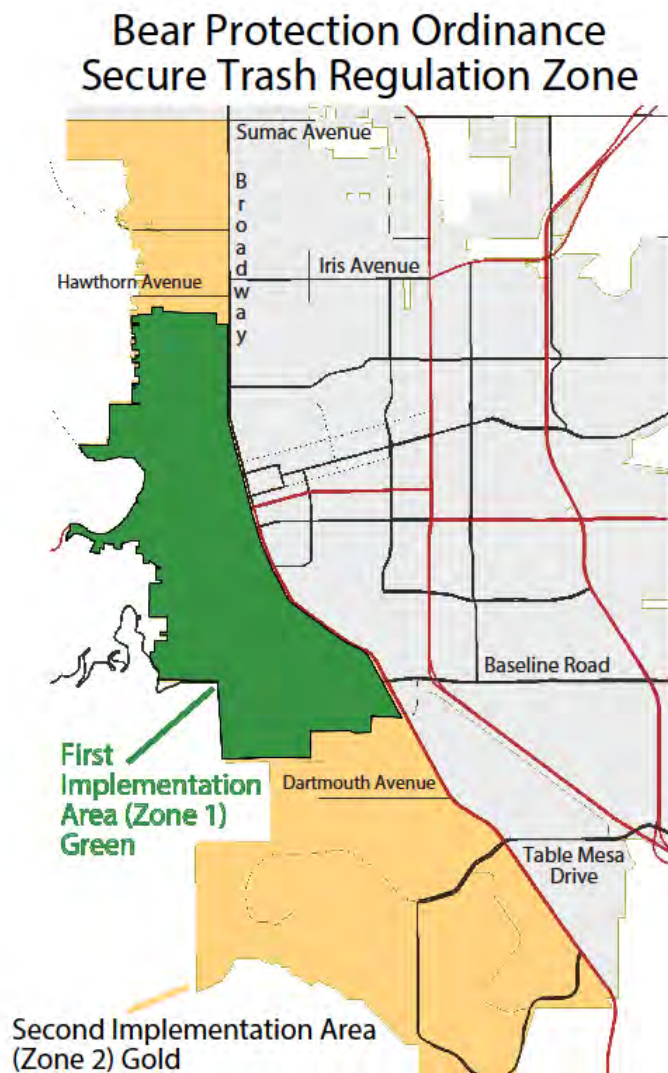 Bear Protection Ordinance
Secure Trash Regulation Zone
Sumac Avenue
Broadway
Iris Avenue
Hawthorn Avenue
Baseline Road
First
Implementation
Area (Zone 1)
Green
Dartmouth Avenue
Table Mesa
Drive
Second Implementation Area
(Zone 2) Gold